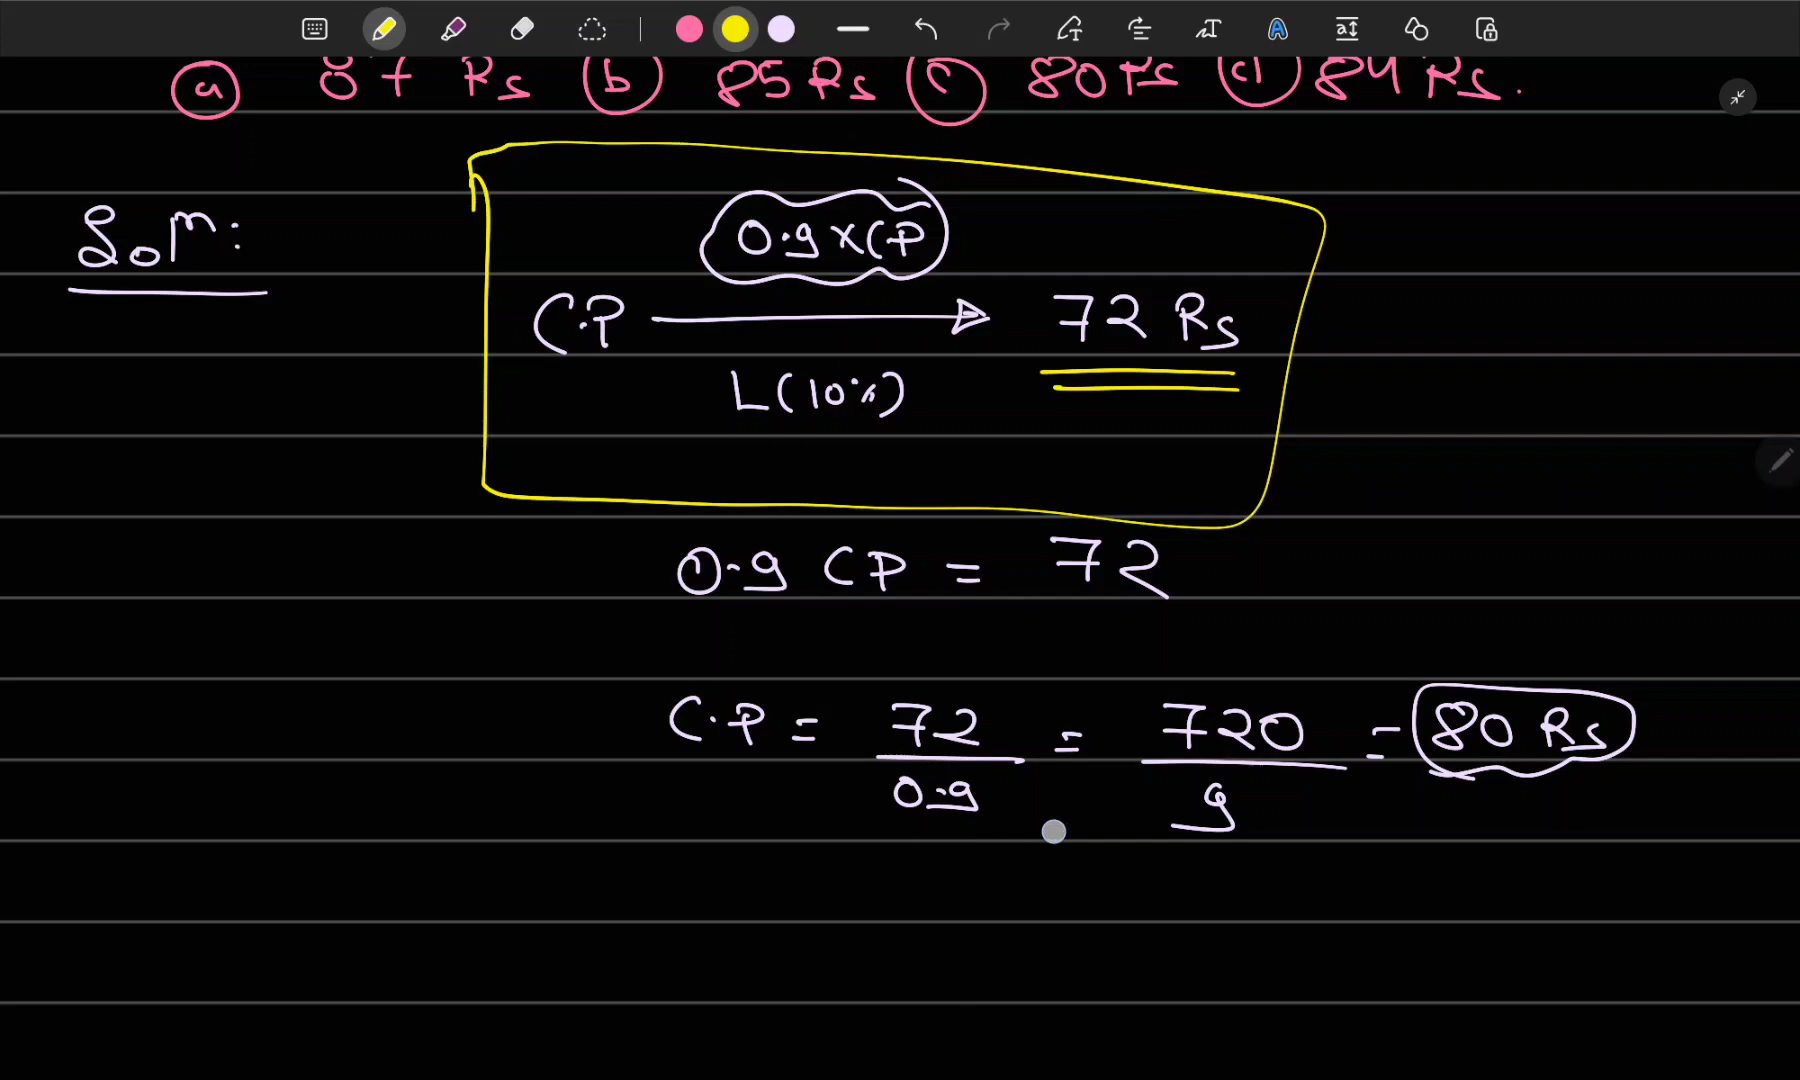 (a) 87 Rs (b) 85 Rs (c) 80 Rs (d) 84 Rs.
Soln:
0.9 x CP
C.P → 72 Rs
L(10%)
0.9 CP = 72
C.P = 72/0.9 = 720/9 = 80 Rs